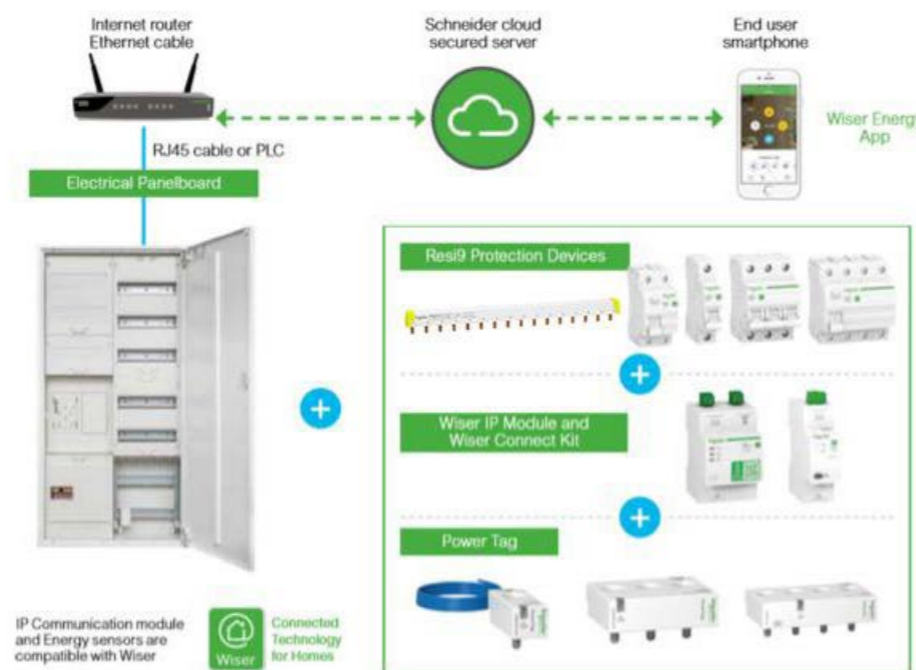 Internet router
Ethernet cable
Schneider cloud
secured server
End user
smartphone
Wiser Energy
App
RJ45 cable or PLC
Electrical Panelboard
Resi9 Protection Devices
Wiser IP Module and
Wiser Connect Kit
Power Tag
IP Communication module
and Energy sensors are
compatible with Wiser
Wiser
Connected
Technology
for Homes